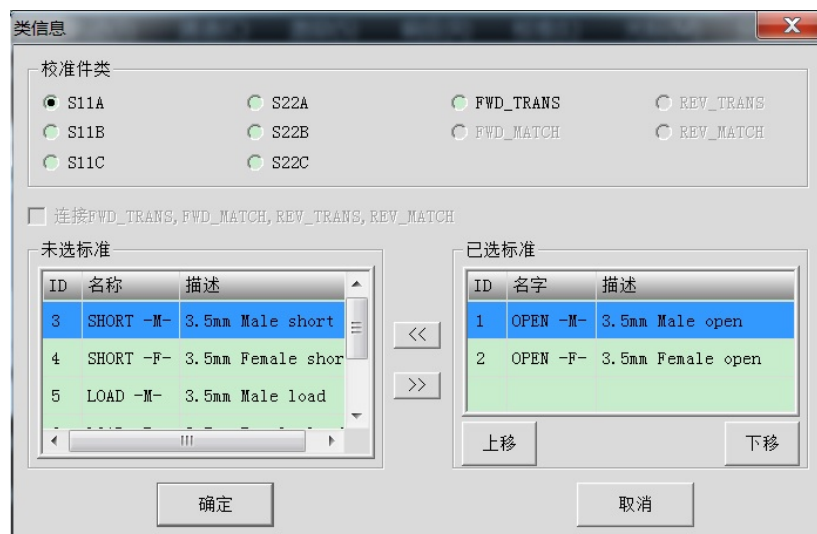 类信息
校准件类
S11A S22A FWD_TRANS REV_TRANS
S11B S22B FWD_MATCH REV_MATCH
S11C S22C
连接FWD_TRANS,FWD_MATCH,REV_TRANS,REV_MATCH
未选标准
ID 名称 描述
3 SHORT -M- 3.5mm Male short
4 SHORT -F- 3.5mm Female shor
5 LOAD -M- 3.5mm Male load
<<
>>
已选标准
ID 名字 描述
1 OPEN -M- 3.5mm Male open
2 OPEN -F- 3.5mm Female open
上移 下移
确定 取消